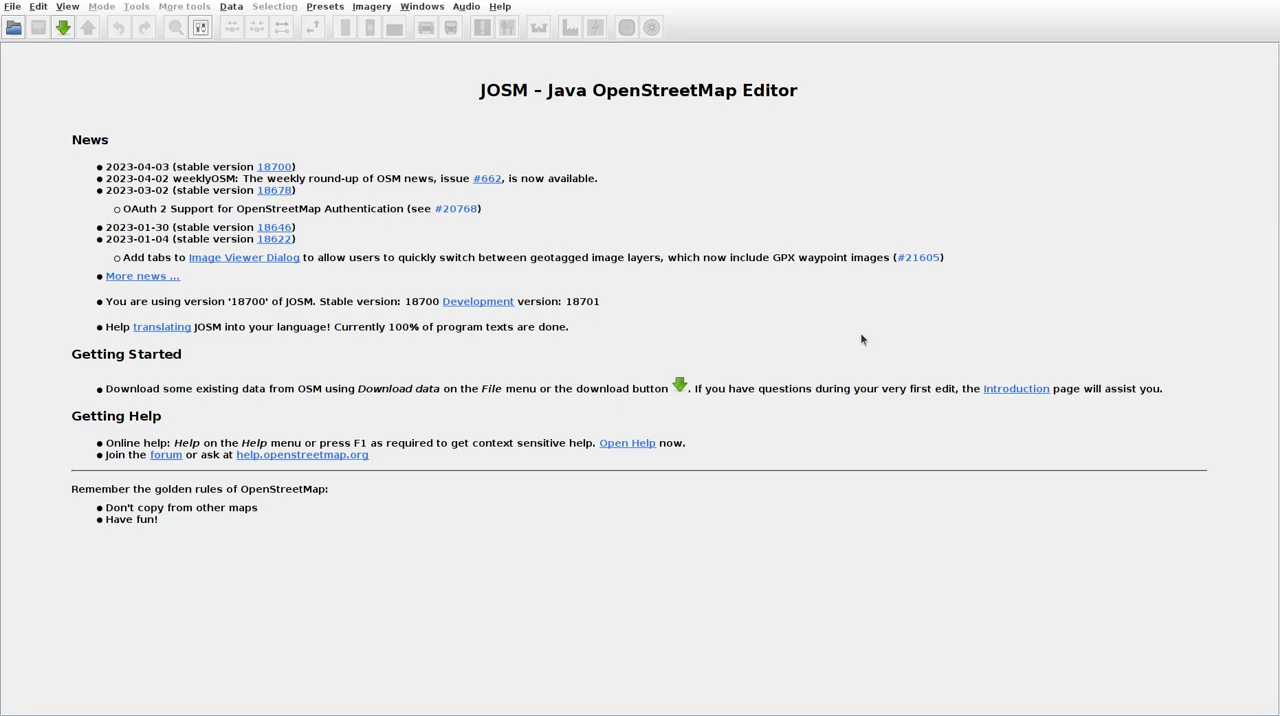 File Edit View Mode Tools More tools Data Selection Presets Imagery Windows Audio Help
JOSM – Java OpenStreetMap Editor
News
2023-04-03 (stable version 18700)
2023-04-02 weeklyOSM: The weekly round-up of OSM news, issue #662, is now available.
2023-03-02 (stable version 18678)
OAuth 2 Support for OpenStreetMap Authentication (see #20768)
2023-01-30 (stable version 18646)
2023-01-04 (stable version 18622)
Add tabs to Image Viewer Dialog to allow users to quickly switch between geotagged image layers, which now include GPX waypoint images (#21605)
More news ...
You are using version '18700' of JOSM. Stable version: 18700 Development version: 18701
Help translating JOSM into your language! Currently 100% of program texts are done.
Getting Started
Download some existing data from OSM using Download data on the File menu or the download button . If you have questions during your very first edit, the Introduction page will assist you.
Getting Help
Online help: Help on the Help menu or press F1 as required to get context sensitive help. Open Help now.
Join the forum or ask at help.openstreetmap.org
Remember the golden rules of OpenStreetMap:
Don't copy from other maps
Have fun!